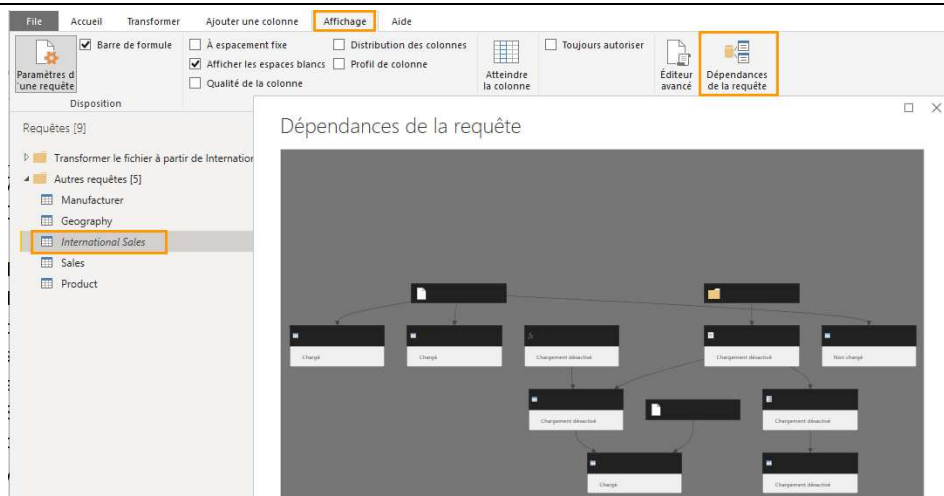 File Accueil Transformer Ajouter une colonne Affichage Aide
Barre de formule À espacement fixe Distribution des colonnes Toujours autoriser
Afficher les espaces blancs Profil de colonne
Qualité de la colonne
Paramètres d
'une requête
Atteindre
la colonne
Éditeur
avancé
Dépendances
de la requête
Disposition
Requêtes [9]
Transformer le fichier à partir de Internation
Autres requêtes [5]
Manufacturer
Geography
International Sales
Sales
Product
Dépendances de la requête
Chargé Chargé Chargement désactivé Chargement désactivé Non chargé
Chargement désactivé Chargement désactivé
Chargé Chargement désactivé